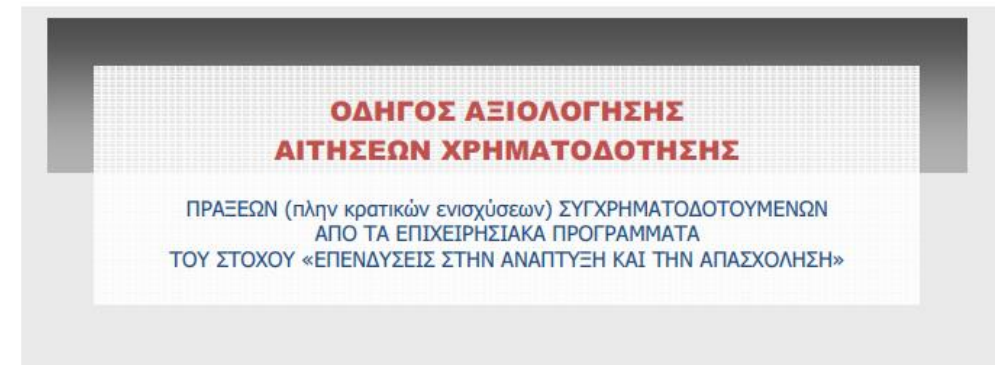 ΟΔΗΓΟΣ ΑΞΙΟΛΟΓΗΣΗΣ
ΑΙΤΗΣΕΩΝ ΧΡΗΜΑΤΟΔΟΤΗΣΗΣ
ΠΡΑΞΕΩΝ (πλην κρατικών ενισχύσεων) ΣΥΓΧΡΗΜΑΤΟΔΟΤΟΥΜΕΝΩΝ
ΑΠΟ ΤΑ ΕΠΙΧΕΙΡΗΣΙΑΚΑ ΠΡΟΓΡΑΜΜΑΤΑ
ΤΟΥ ΣΤΟΧΟΥ «ΕΠΕΝΔΥΣΕΙΣ ΣΤΗΝ ΑΝΑΠΤΥΞΗ ΚΑΙ ΤΗΝ ΑΠΑΣΧΟΛΗΣΗ»